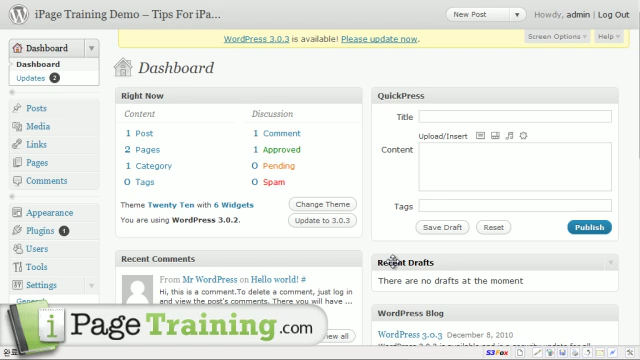 iPage Training Demo – Tips For iPa...
New Post
Howdy, admin | Log Out
WordPress 3.0.3 is available! Please update now.
Screen Options
Help
Dashboard
Dashboard
Updates 2
Posts
Media
Links
Pages
Comments
Appearance
Plugins 1
Users
Tools
Settings
General
Dashboard
Right Now
Content
Discussion
1 Post
1 Comment
2 Pages
1 Approved
1 Category
0 Pending
0 Tags
0 Spam
Theme Twenty Ten with 6 Widgets
Change Theme
You are using WordPress 3.0.2.
Update to 3.0.3
Recent Comments
From Mr WordPress on Hello world! #
Hi, this is a comment.To delete a comment, just log in
and view the post's comments. There you will have ...
QuickPress
Title
Upload/Insert
Content
Tags
Save Draft
Reset
Publish
Recent Drafts
There are no drafts at the moment
WordPress Blog
WordPress 3.0.3 December 8, 2010
iPageTraining.com
完了
S3Fox